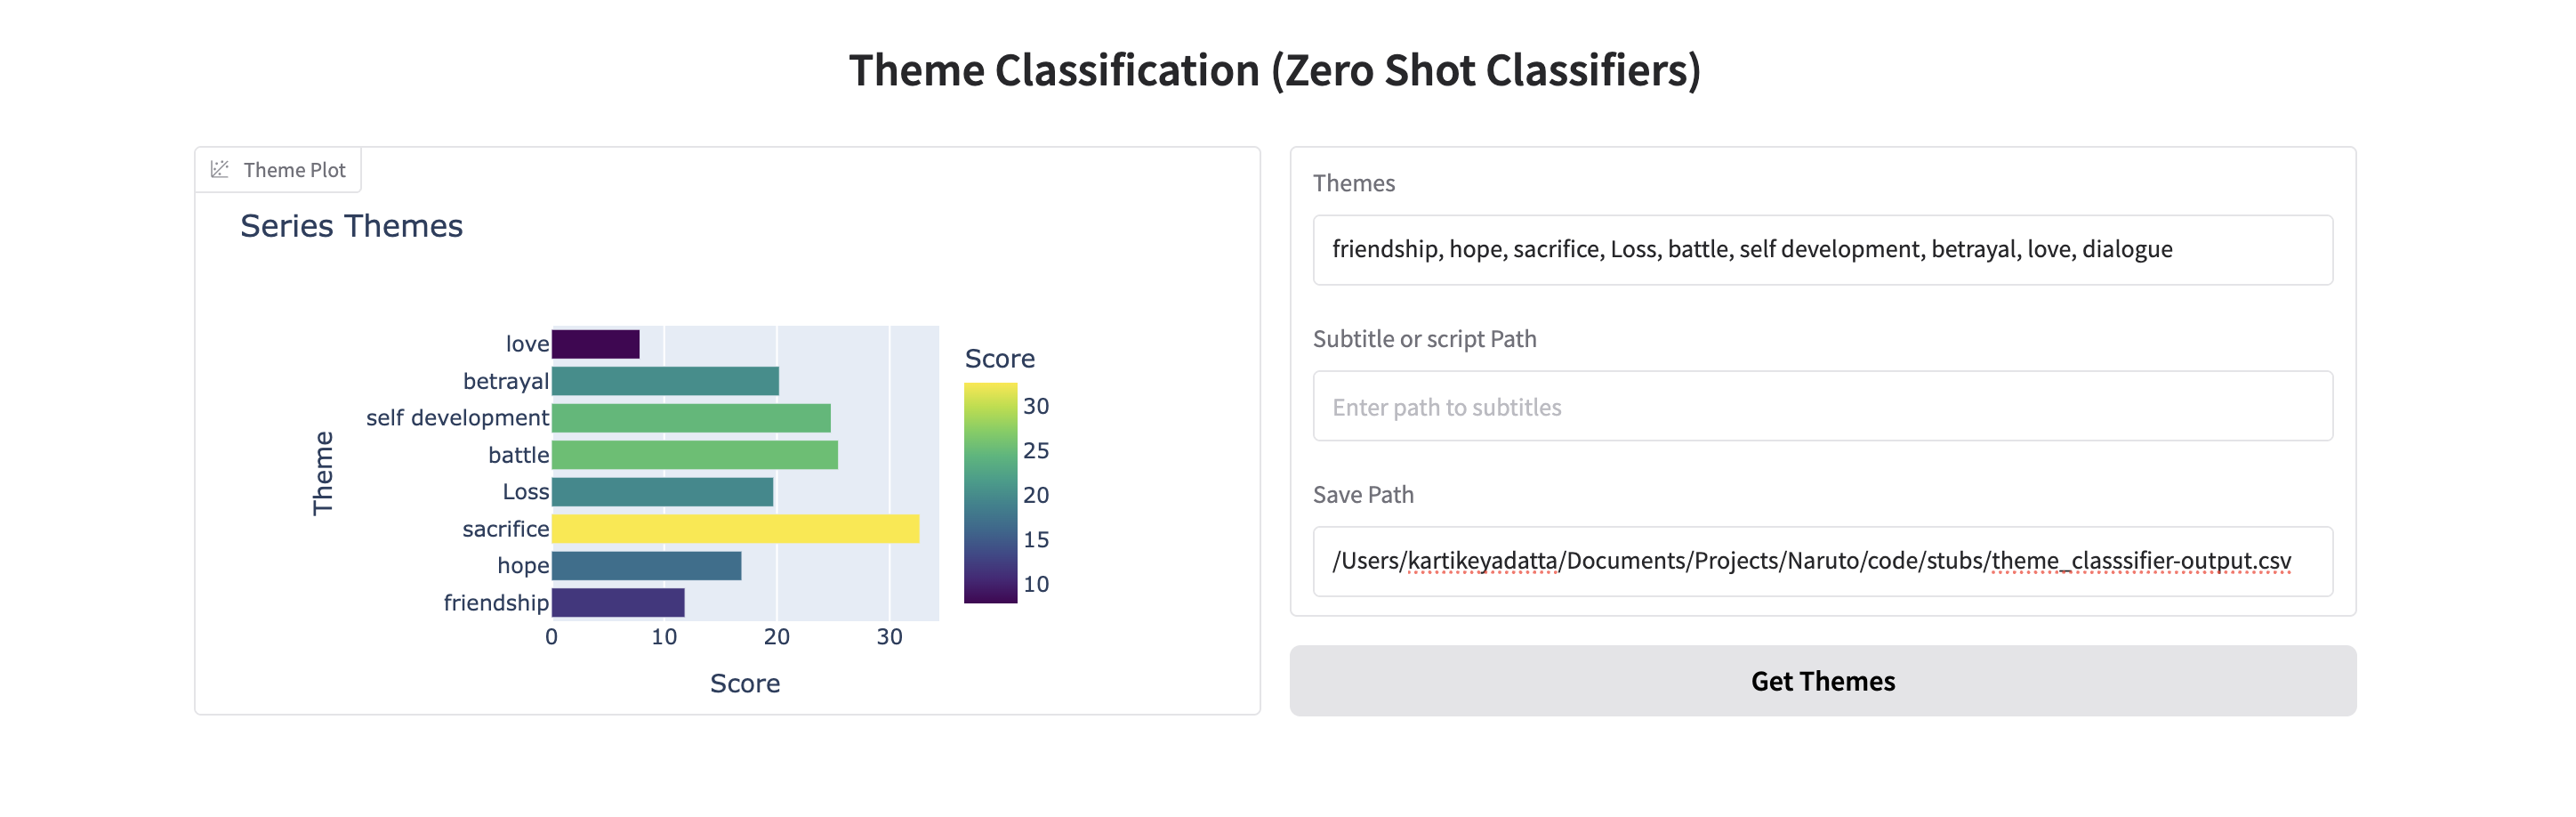 Theme Classification (Zero Shot Classifiers)
Theme Plot
Series Themes
love
betrayal
self development
battle
Loss
sacrifice
hope
friendship
Theme
0 10 20 30
Score
Score
30
25
20
15
10
Themes
friendship, hope, sacrifice, Loss, battle, self development, betrayal, love, dialogue
Subtitle or script Path
Enter path to subtitles
Save Path
/Users/kartikeyadatta/Documents/Projects/Naruto/code/stubs/theme_classsifier-output.csv
Get Themes